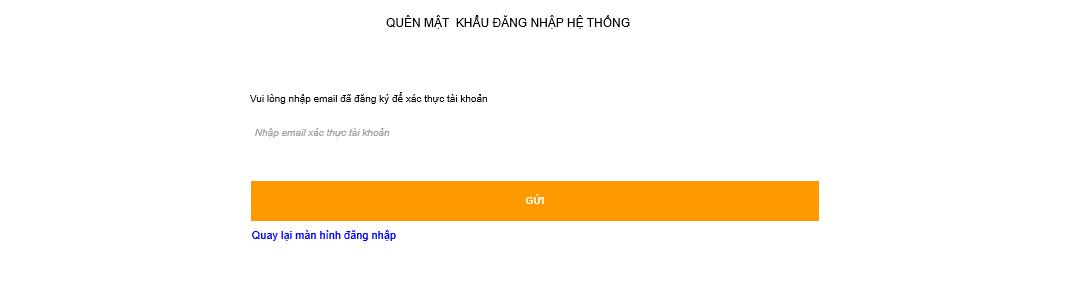 QUÊN MẬT KHẨU ĐĂNG NHẬP HỆ THỐNG
Vui lòng nhập email đã đăng ký để xác thực tài khoản
Nhập email xác thực tài khoản
GỬI
Quay lại màn hình đăng nhập